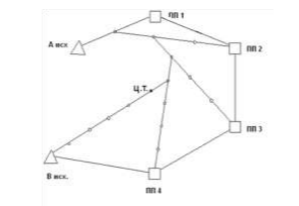 ПП 1
А исх
ПП 2
Ц.Т.
ПП 3
В исх.
ПП 4